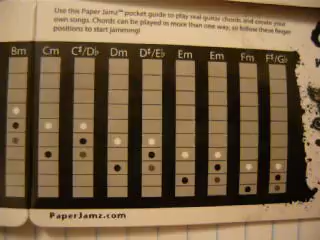 Use this Paper Jamz™ pocket guide to play real guitar chords and create your
own songs. Chords can be played in more than one way, so follow these finger
positions to start jamming!
Bm Cm C♯/D♭ Dm D♯/E♭ Em Em Fm F♯/G♭
PaperJamz.com